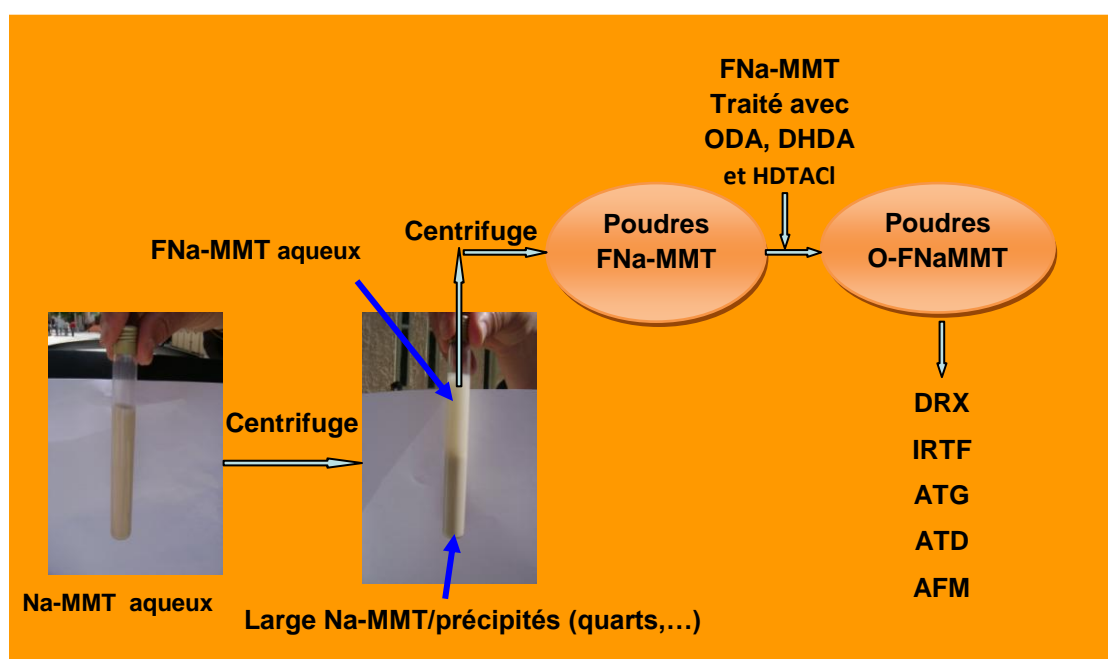 FNa-MMT
Traité avec
ODA, DHDA
et HDTACl
Centrifuge
FNa-MMT aqueux
Poudres
FNa-MMT
Poudres
O-FNaMMT
Centrifuge
DRX
IRTF
ATG
ATD
AFM
Na-MMT aqueux
Large Na-MMT/précipités (quarts,…)